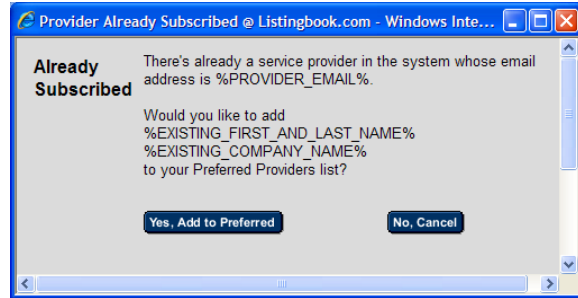 Provider Already Subscribed @ Listingbook.com - Windows Inte...
Already
Subscribed
There's already a service provider in the system whose email
address is %PROVIDER_EMAIL%.
Would you like to add
%EXISTING_FIRST_AND_LAST_NAME%
%EXISTING_COMPANY_NAME%
to your Preferred Providers list?
Yes, Add to Preferred
No, Cancel